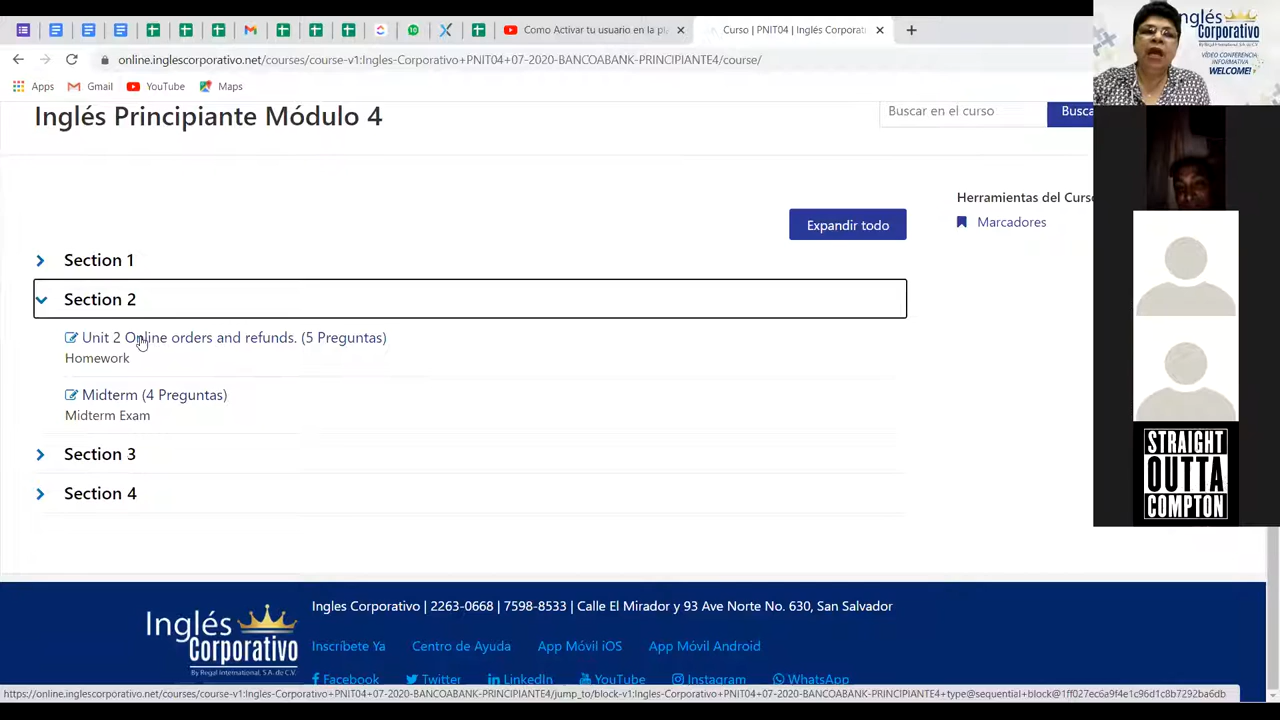 Como Activar tu usuario en la pl
Curso | PNIT04 | Inglés Corporati
online.inglescorporativo.net/courses/course-v1:Ingles-Corporativo+PNIT04+07-2020-BANCOABANK-PRINCIPIANTE4/course/
Apps Gmail YouTube Maps
Inglés Corporativo
VÍDEO CONFERENCIA
INFORMATIVA
WELCOME!
Inglés Principiante Módulo 4
Buscar en el curso
Busca
Herramientas del Curs
Marcadores
Expandir todo
Section 1
Section 2
Unit 2 Online orders and refunds. (5 Preguntas)
Homework
Midterm (4 Preguntas)
Midterm Exam
Section 3
Section 4
STRAIGHT
OUTTA
COMPTON
Inglés
Corporativo
By Regal International, S.A. de C.V.
Ingles Corporativo | 2263-0668 | 7598-8533 | Calle El Mirador y 93 Ave Norte No. 630, San Salvador
Inscríbete Ya Centro de Ayuda App Móvil iOS App Móvil Android
Facebook Twitter LinkedIn YouTube Instagram WhatsApp
https://online.inglescorporativo.net/courses/course-v1:Ingles-Corporativo+PNIT04+07-2020-BANCOABANK-PRINCIPIANTE4/jump_to/block-v1:Ingles-Corporativo+PNIT04+07-2020-BANCOABANK-PRINCIPIANTE4+type@sequential+block@1ff027ec6a9f4e1c96d1c8b7292ba6db